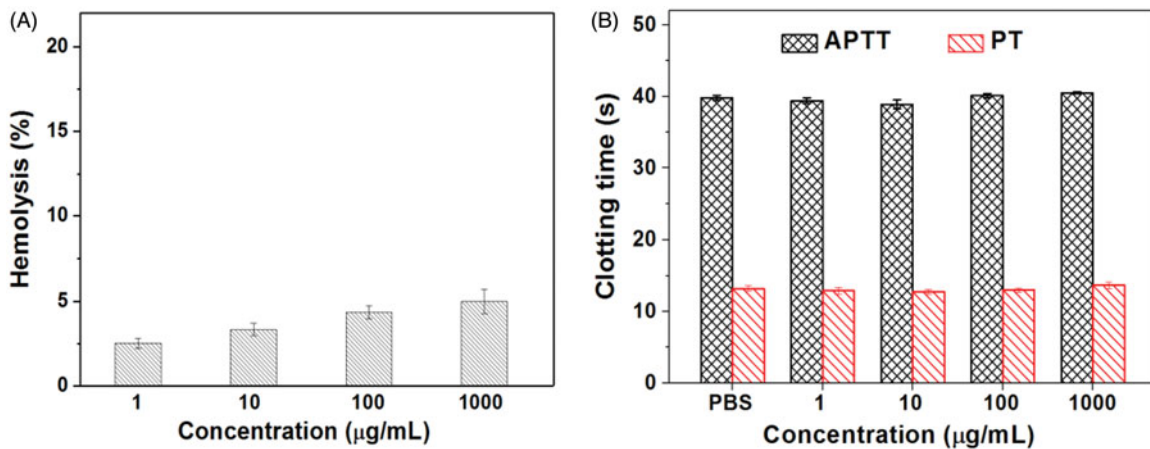 (A)
20
15
10
5
0
Hemolysis (%)
1 10 100 1000
Concentration (μg/mL)
(B)
APTT PT
50
40
30
20
10
0
Clotting time (s)
PBS 1 10 100 1000
Concentration (μg/mL)